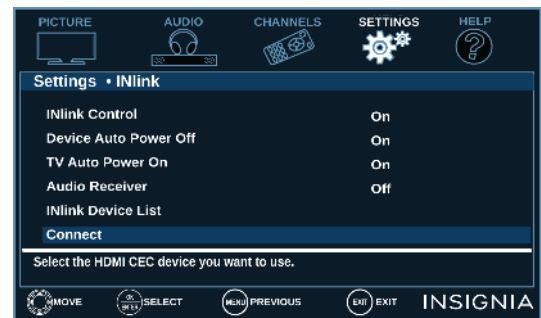 PICTURE AUDIO CHANNELS SETTINGS HELP
Settings • INlink
INlink Control On
Device Auto Power Off On
TV Auto Power On On
Audio Receiver Off
INlink Device List
Connect
Select the HDMI CEC device you want to use.
MOVE OK ENTER SELECT MENU PREVIOUS EXIT EXIT INSIGNIA